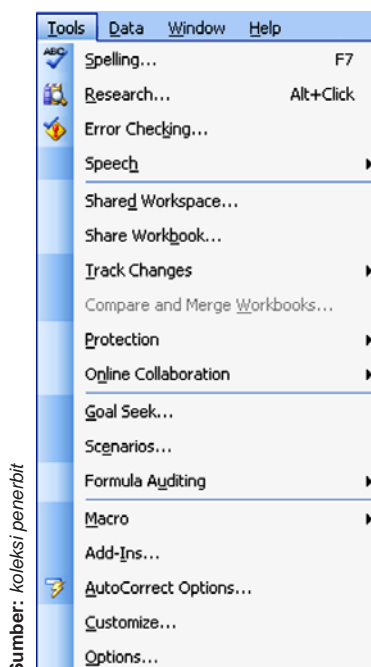 Tools Data Window Help
Spelling... F7
Research... Alt+Click
Error Checking...
Speech
Shared Workspace...
Share Workbook...
Track Changes
Compare and Merge Workbooks...
Protection
Online Collaboration
Goal Seek...
Scenarios...
Formula Auditing
Macro
Add-Ins...
AutoCorrect Options...
Customize...
Options...
Sumber: koleksi penerbit